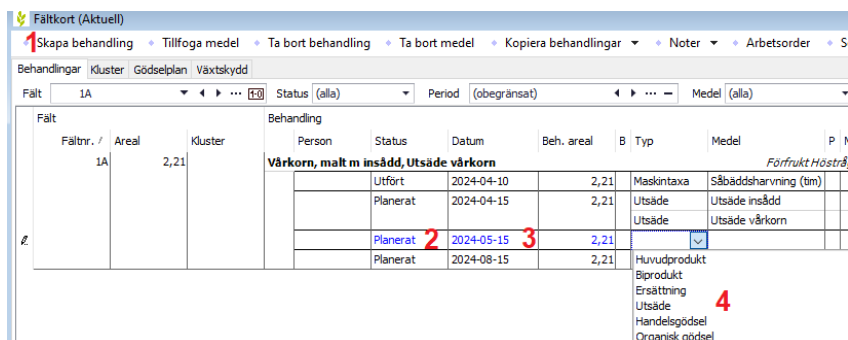 Fältkort (Aktuell)
1 Skapa behandling Tillfoga medel Ta bort behandling Ta bort medel Kopiera behandlingar Noter Arbetsorder S
Behandlingar Kluster Gödselplan Växtskydd
Fält 1A Status (alla) Period (obegränsat) Medel (alla)
Fält Behandling
Fältnr. Areal Kluster Person Status Datum Beh. areal B Typ Medel P
1A 2,21 Vårkorn, malt m insådd, Utsäde vårkorn Förfrukt Höstra
Utfört 2024-04-10 2,21 Maskintaxa Såbäddsharvning (tim)
Planerat 2024-04-15 2,21 Utsäde Utsäde insådd
Utsäde Utsäde vårkorn
Planerat 2 2024-05-15 3 2,21
Planerat 2024-08-15 2,21 Huvudprodukt
Biprodukt
Ersättning
Utsäde 4
Handelsgödsel
Organisk gödsel